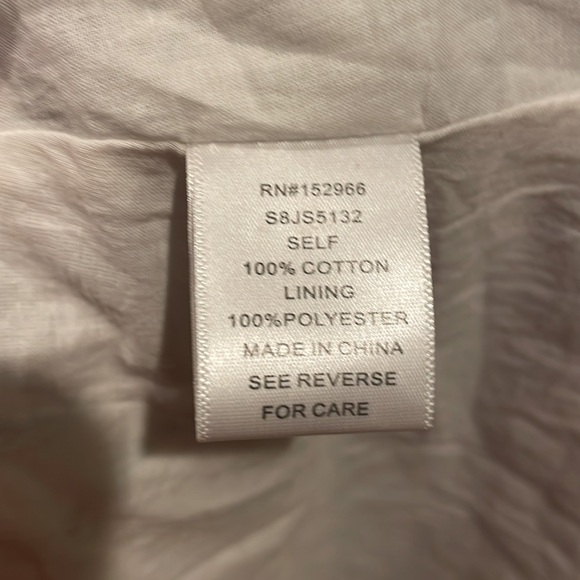 RN#152966
S8JS5132
SELF
100% COTTON
LINING
100%POLYESTER
MADE IN CHINA
SEE REVERSE
FOR CARE